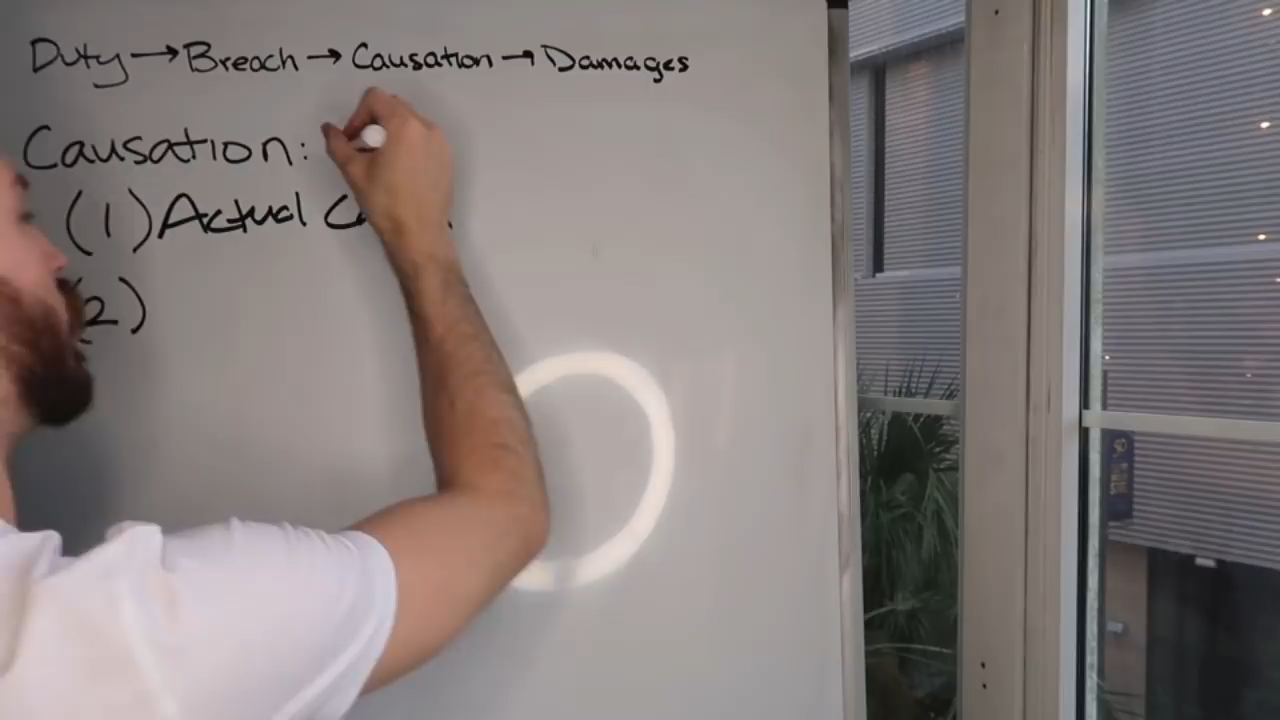 Duty → Breach → Causation → Damages
Causation:
(1) Actual
(2)